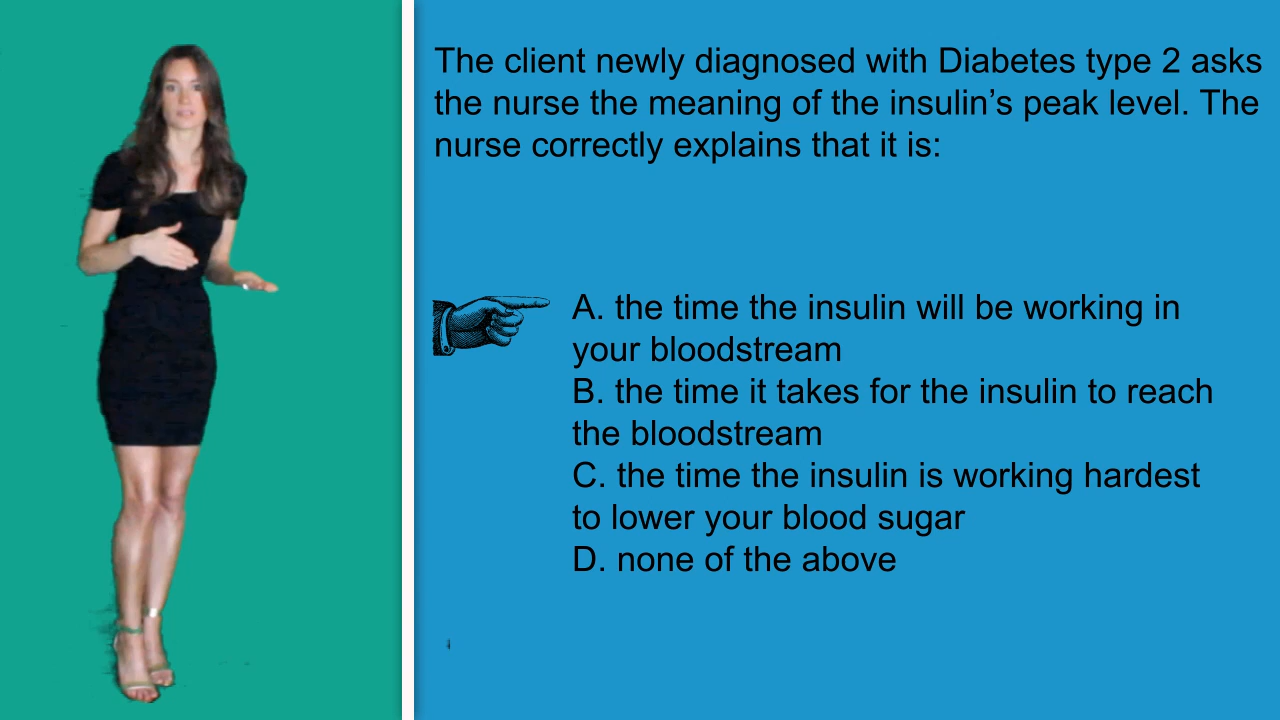 The client newly diagnosed with Diabetes type 2 asks
the nurse the meaning of the insulin’s peak level. The
nurse correctly explains that it is:
A. the time the insulin will be working in
your bloodstream
B. the time it takes for the insulin to reach
the bloodstream
C. the time the insulin is working hardest
to lower your blood sugar
D. none of the above